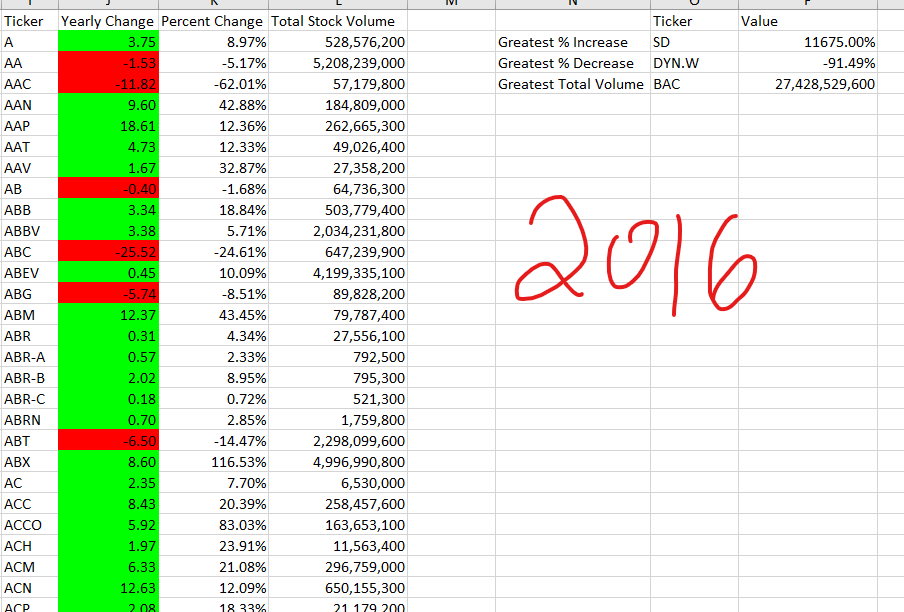 I J K L M N O P
Ticker Yearly Change Percent Change Total Stock Volume Ticker Value
A 3.75 8.97% 528,576,200 Greatest % Increase SD 11675.00%
AA -1.53 -5.17% 5,208,239,000 Greatest % Decrease DYN.W -91.49%
AAC -11.82 -62.01% 57,179,800 Greatest Total Volume BAC 27,428,529,600
AAN 9.60 42.88% 184,809,000
AAP 18.61 12.36% 262,665,300
AAT 4.73 12.33% 49,026,400
AAV 1.67 32.87% 27,358,200
AB -0.40 -1.68% 64,736,300
ABB 3.34 18.84% 503,779,400
ABBV 3.38 5.71% 2,034,231,800
ABC -25.52 -24.61% 647,239,900
2016
ABEV 0.45 10.09% 4,199,335,100
ABG -5.74 -8.51% 89,828,200
ABM 12.37 43.45% 79,787,400
ABR 0.31 4.34% 27,556,100
ABR-A 0.57 2.33% 792,500
ABR-B 2.02 8.95% 795,300
ABR-C 0.18 0.72% 521,300
ABRN 0.70 2.85% 1,759,800
ABT -6.50 -14.47% 2,298,099,600
ABX 8.60 116.53% 4,996,990,800
AC 2.35 7.70% 6,530,000
ACC 8.43 20.39% 258,457,600
ACCO 5.92 83.03% 163,653,100
ACH 1.97 23.91% 11,563,400
ACM 6.33 21.08% 296,759,000
ACN 12.63 12.09% 650,155,300
ACP 2.08 18.33% 21,179,200